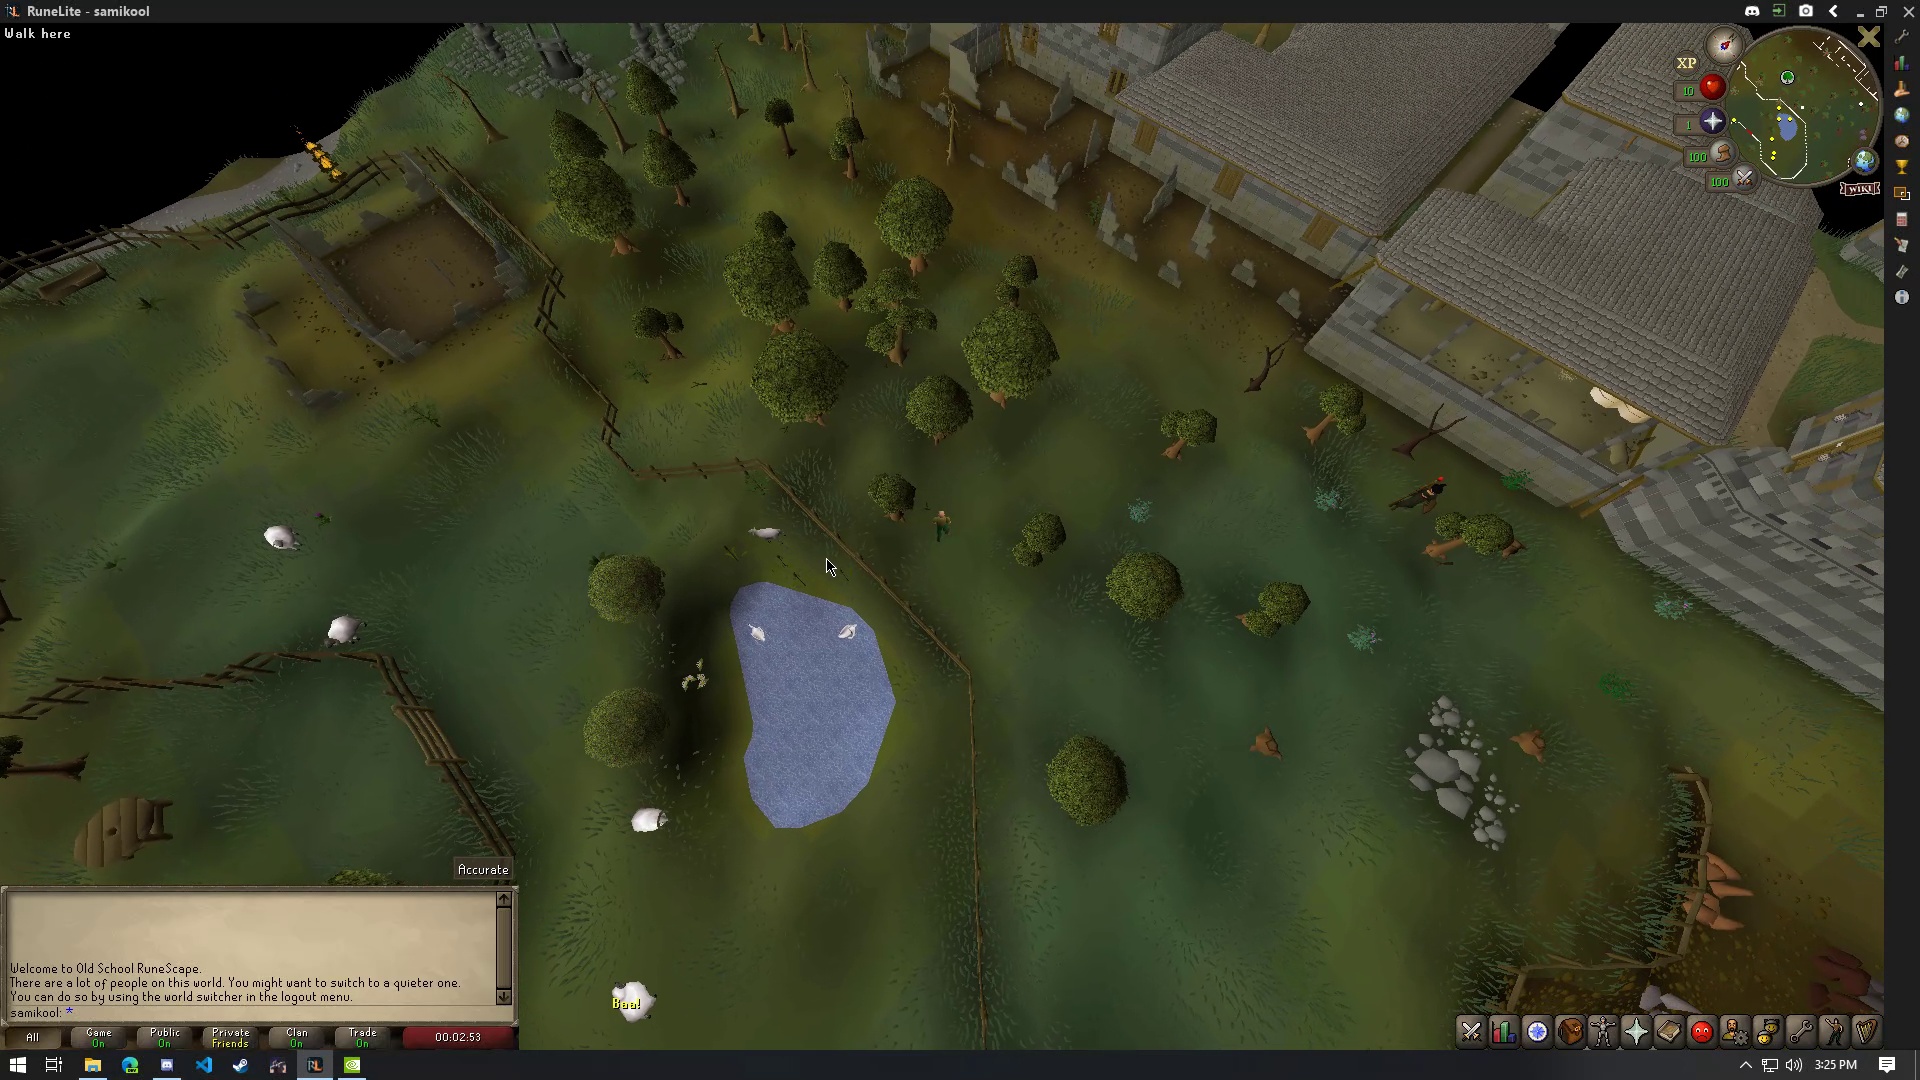 RuneLite - samikool
Walk here
XP
10
1
100
100
WIKI
Baa!
Accurate
Welcome to Old School RuneScape.
There are a lot of people on this world. You might want to switch to a quieter one.
You can do so by using the world switcher in the logout menu.
samikool: *
All
Game
On
Public
On
Private
Friends
Clan
On
Trade
On
00:02:53
3:25 PM